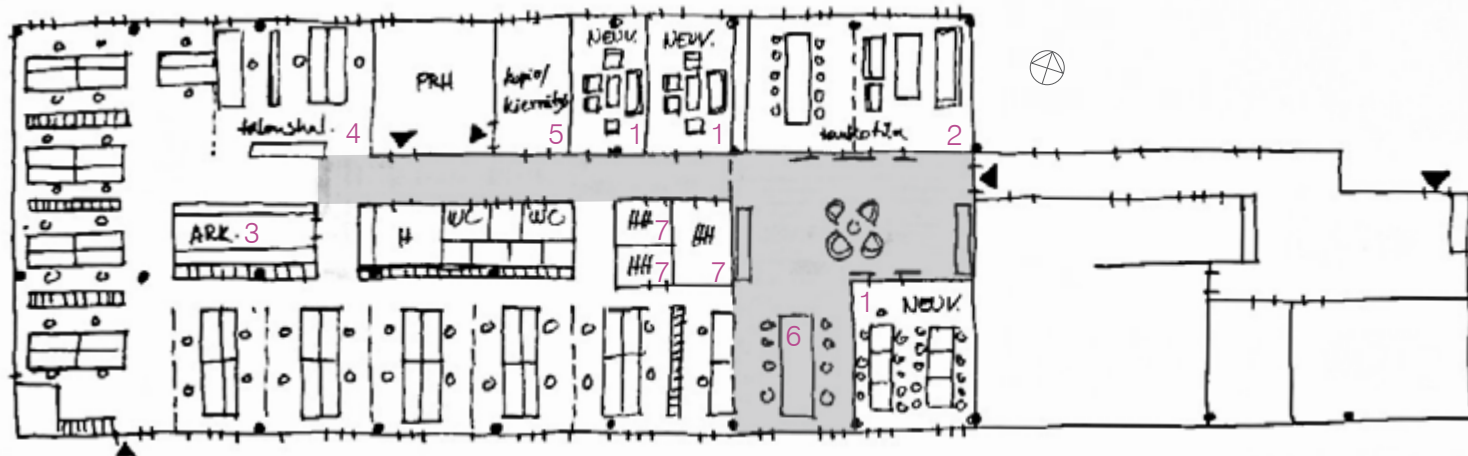 NEUV.
NEUV.
PRH
kopio/
kierrätys
taloushal.
4
5
1
1
taukotila
2
ARK. 3
H
WC
WC
HH 7
HH
HH 7
7
1 NEUV.
6